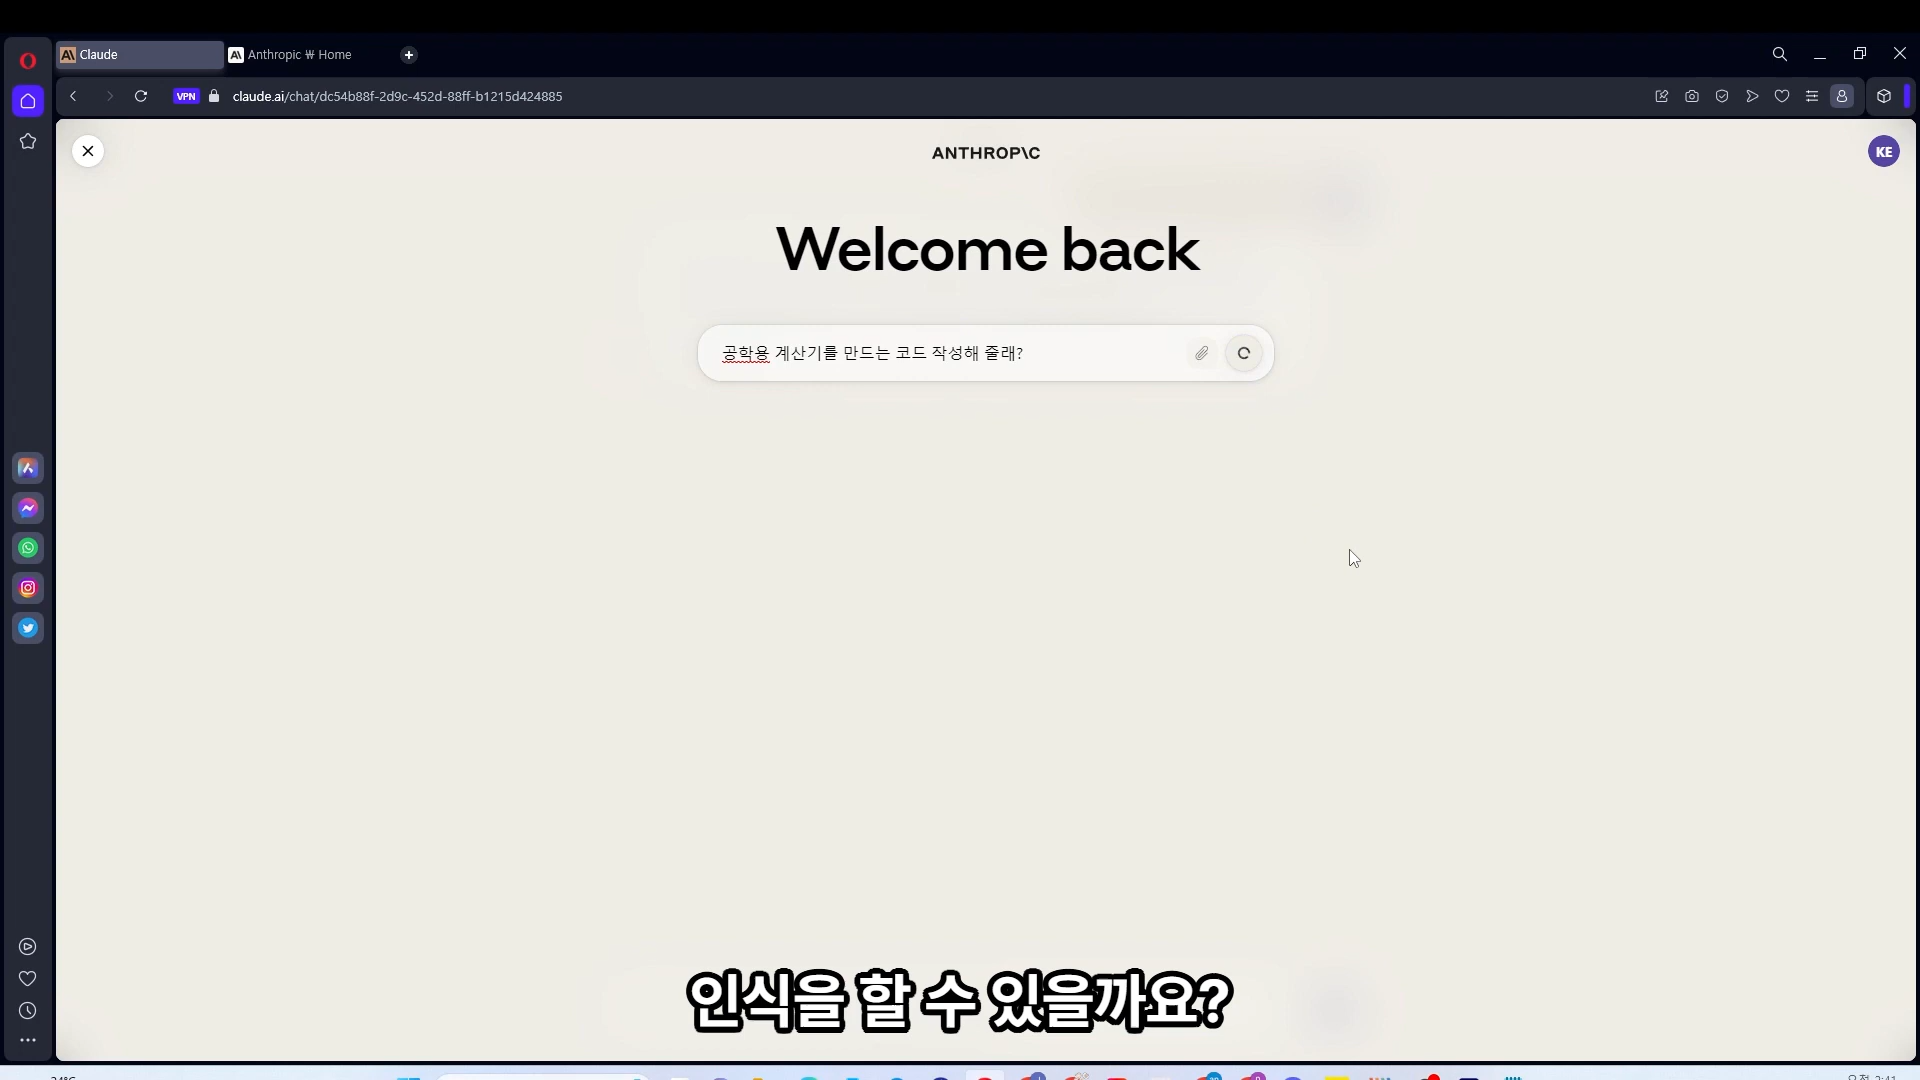 Claude
Anthropic ₩ Home
VPN
claude.ai/chat/dc54b88f-2d9c-452d-88ff-b1215d424885
ANTHROP\C
KE
Welcome back
공학용 계산기를 만드는 코드 작성해 줄래?
인식을 할 수 있을까요?